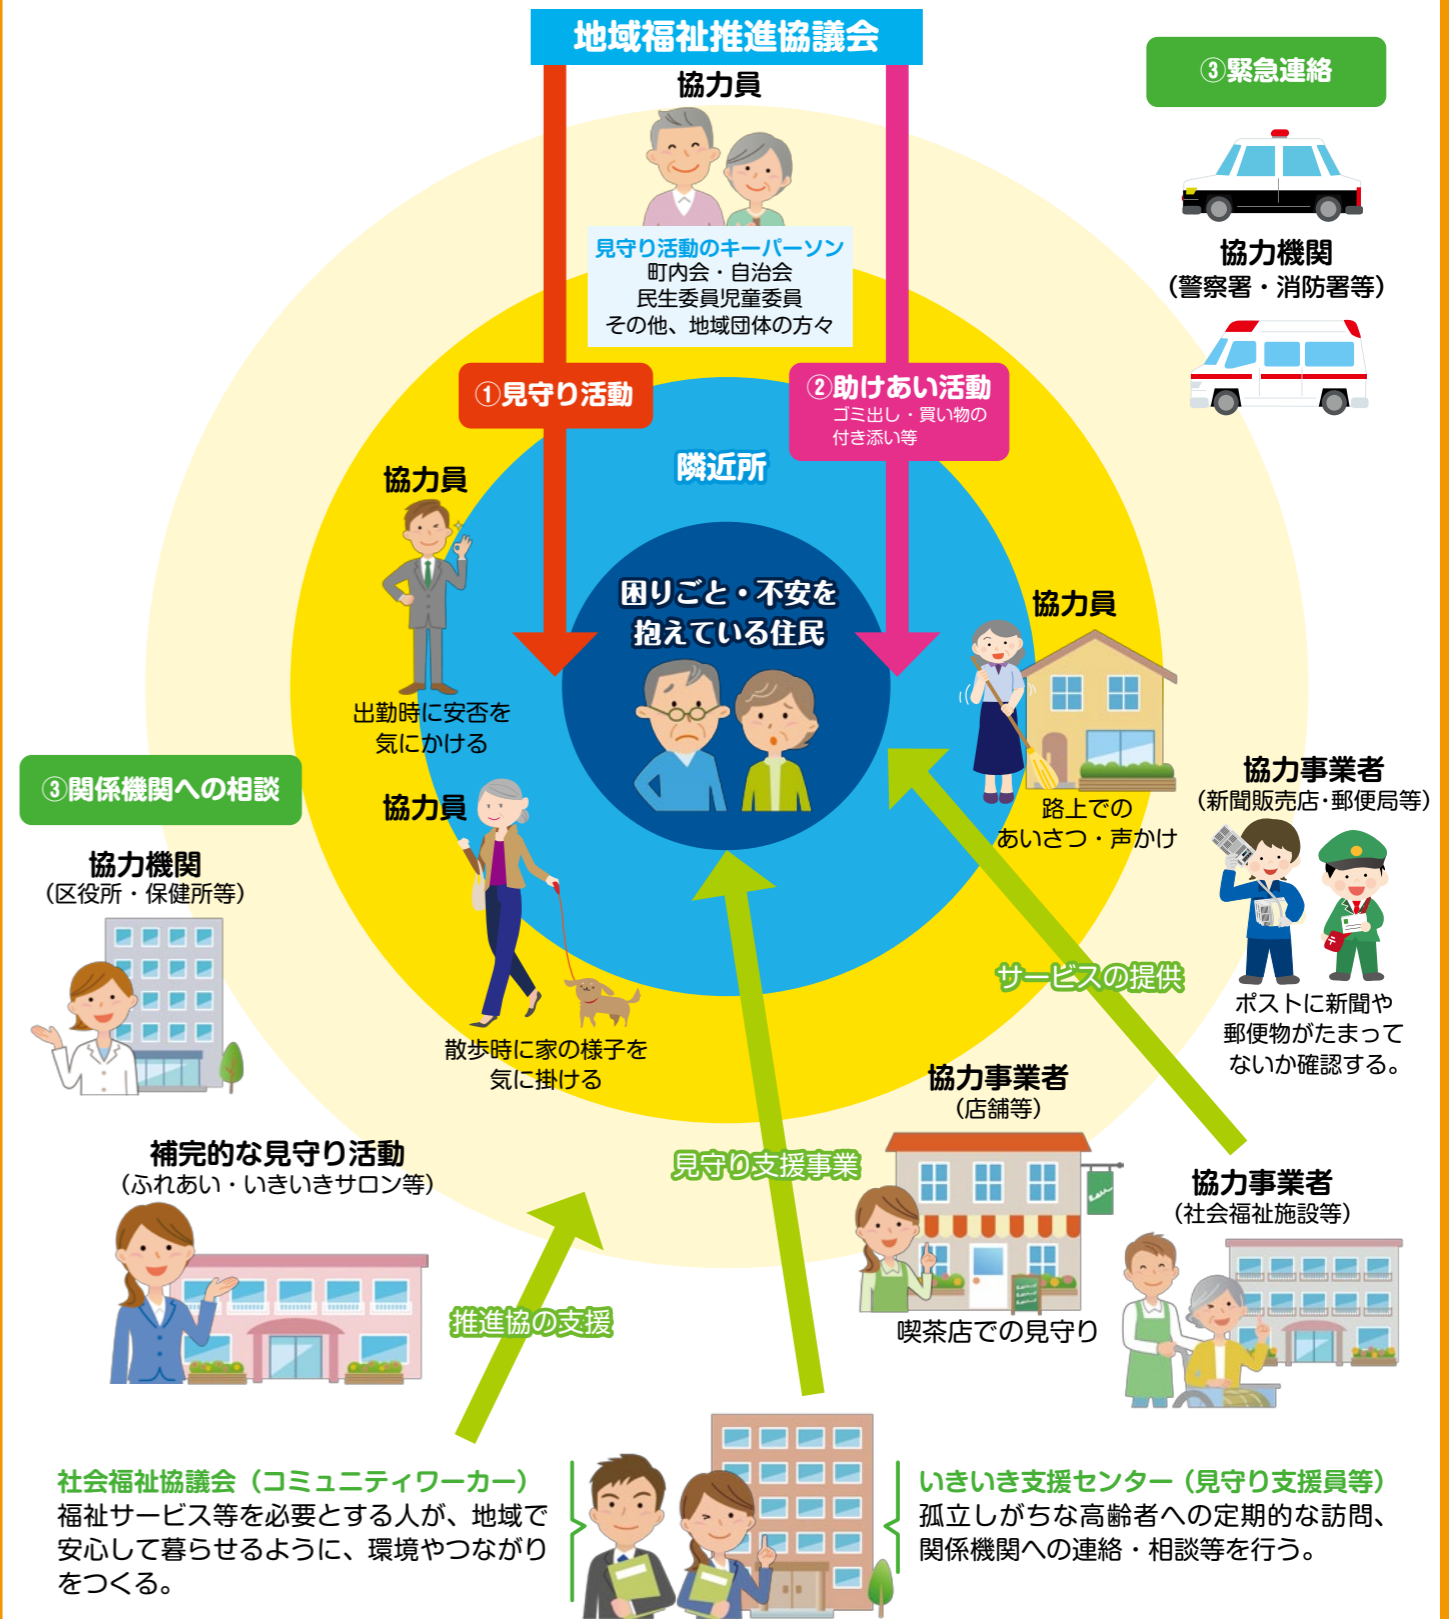 地域福祉推進協議会
協力員
見守り活動のキーパーソン
町内会・自治会
民生委員児童委員
その他、地域団体の方々
③緊急連絡
協力機関
（警察署・消防署等）
①見守り活動
②助けあい活動
ゴミ出し・買い物の
付き添い等
隣近所
困りごと・不安を
抱えている住民
協力員
出勤時に安否を
気にかける
協力員
路上での
あいさつ・声かけ
協力員
散歩時に家の様子を
気に掛ける
③関係機関への相談
協力機関
（区役所・保健所等）
協力事業者
（新聞販売店・郵便局等）
〒
ポストに新聞や
郵便物がたまって
ないか確認する。
サービスの提供
補完的な見守り活動
（ふれあい・いきいきサロン等）
見守り支援事業
協力事業者
（店舗等）
喫茶店での見守り
協力事業者
（社会福祉施設等）
推進協の支援
社会福祉協議会（コミュニティワーカー）
福祉サービス等を必要とする人が、地域で
安心して暮らせるように、環境やつながり
をつくる。
いきいき支援センター（見守り支援員等）
孤立しがちな高齢者への定期的な訪問、
関係機関への連絡・相談等を行う。